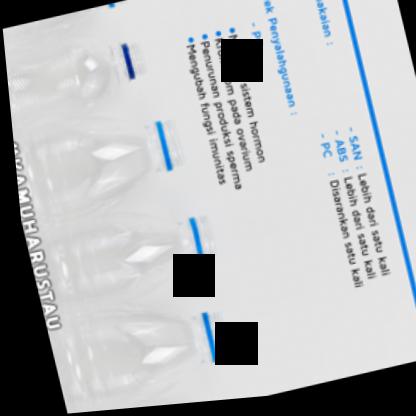 akaian :
- SAN : Lebih dari satu kali
- ABS : Lebih dari satu kali
- PC : Disarankan satu kali
ek Penyalahgunaan :
- P
sistem hormon
om pada ovarium
• Penurunan produksi sperma
• Mengubah fungsi imunitas
KAMUHARUSTAU